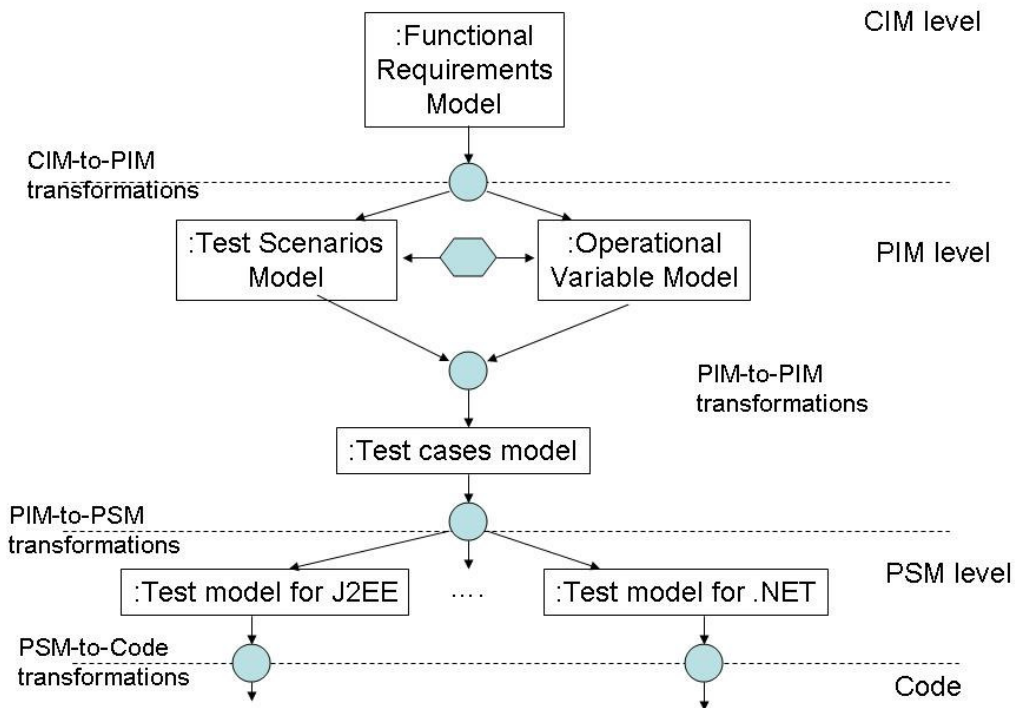 CIM level
:Functional
Requirements
Model
CIM-to-PIM
transformations
:Test Scenarios
Model
:Operational
Variable Model
PIM level
PIM-to-PIM
transformations
:Test cases model
PIM-to-PSM
transformations
:Test model for J2EE
....
:Test model for .NET
PSM level
PSM-to-Code
transformations
Code